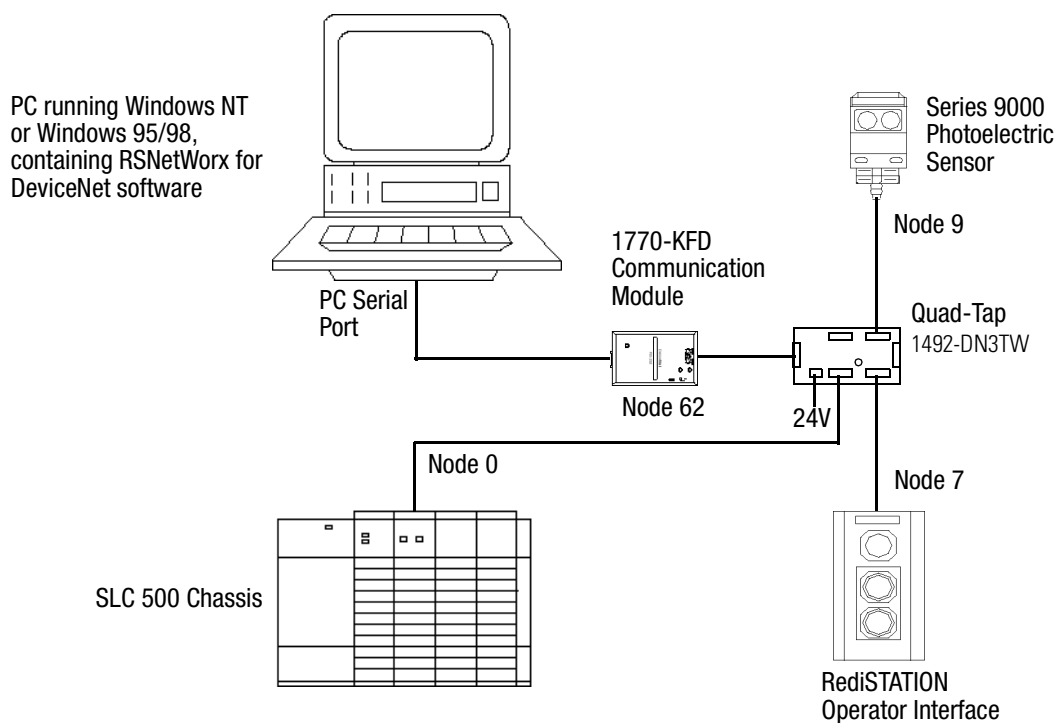 PC running Windows NT
or Windows 95/98,
containing RSNetWorx for
DeviceNet software
PC Serial
Port
1770-KFD
Communication
Module
Node 62
Series 9000
Photoelectric
Sensor
Node 9
Quad-Tap
1492-DN3TW
24V
Node 0
Node 7
SLC 500 Chassis
RediSTATION
Operator Interface